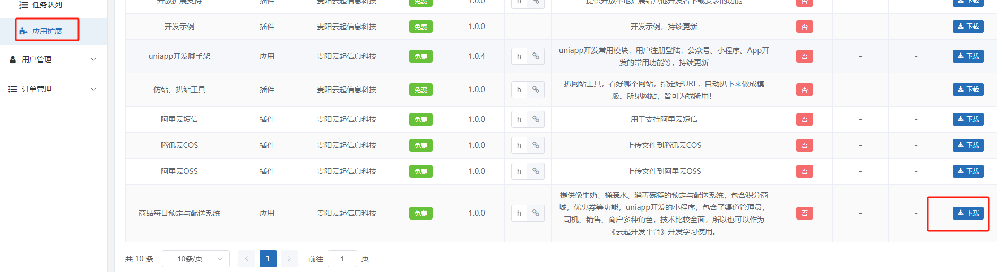 任务队列
应用扩展
用户管理
订单管理
开放扩展支持 插件 贵阳云起信息科技 免费 1.0.0 h 提供开放本地扩展给其他开发者下载安装的功能 否 - - 下载
开发示例 插件 贵阳云起信息科技 免费 1.0.0 - 开发示例，持续更新 否 - - 下载
uniapp开发脚手架 应用 贵阳云起信息科技 免费 1.0.4 h uniapp开发常用模块，用户注册登陆，公众号、小程序、App开
发的常用功能等，持续更新 否 - - 下载
仿站、扒站工具 插件 贵阳云起信息科技 免费 1.0.0 h 扒网站工具，看好哪个网站，指定好URL，自动扒下来做成模
版。所见网站，皆可为我所用！ 否 - - 下载
阿里云短信 插件 贵阳云起信息科技 免费 1.0.0 h 用于支持阿里云短信 否 - - 下载
腾讯云COS 插件 贵阳云起信息科技 免费 1.0.0 h 上传文件到腾讯云COS 否 - - 下载
阿里云OSS 插件 贵阳云起信息科技 免费 1.0.0 h 上传文件到阿里云OSS 否 - - 下载
商品每日预定与配送系统 应用 贵阳云起信息科技 免费 1.0.0 h 提供像牛奶、桶装水、消毒碗筷的预定与配送系统，包含积分商
城，优惠券等功能，uniapp开发的小程序，包含了渠道管理员，
司机、销售、商户多种角色，技术比较全面，所以也可以作为
《云起开发平台》开发学习使用。 否 - - 下载
共 10 条 10条/页 1 前往 1 页